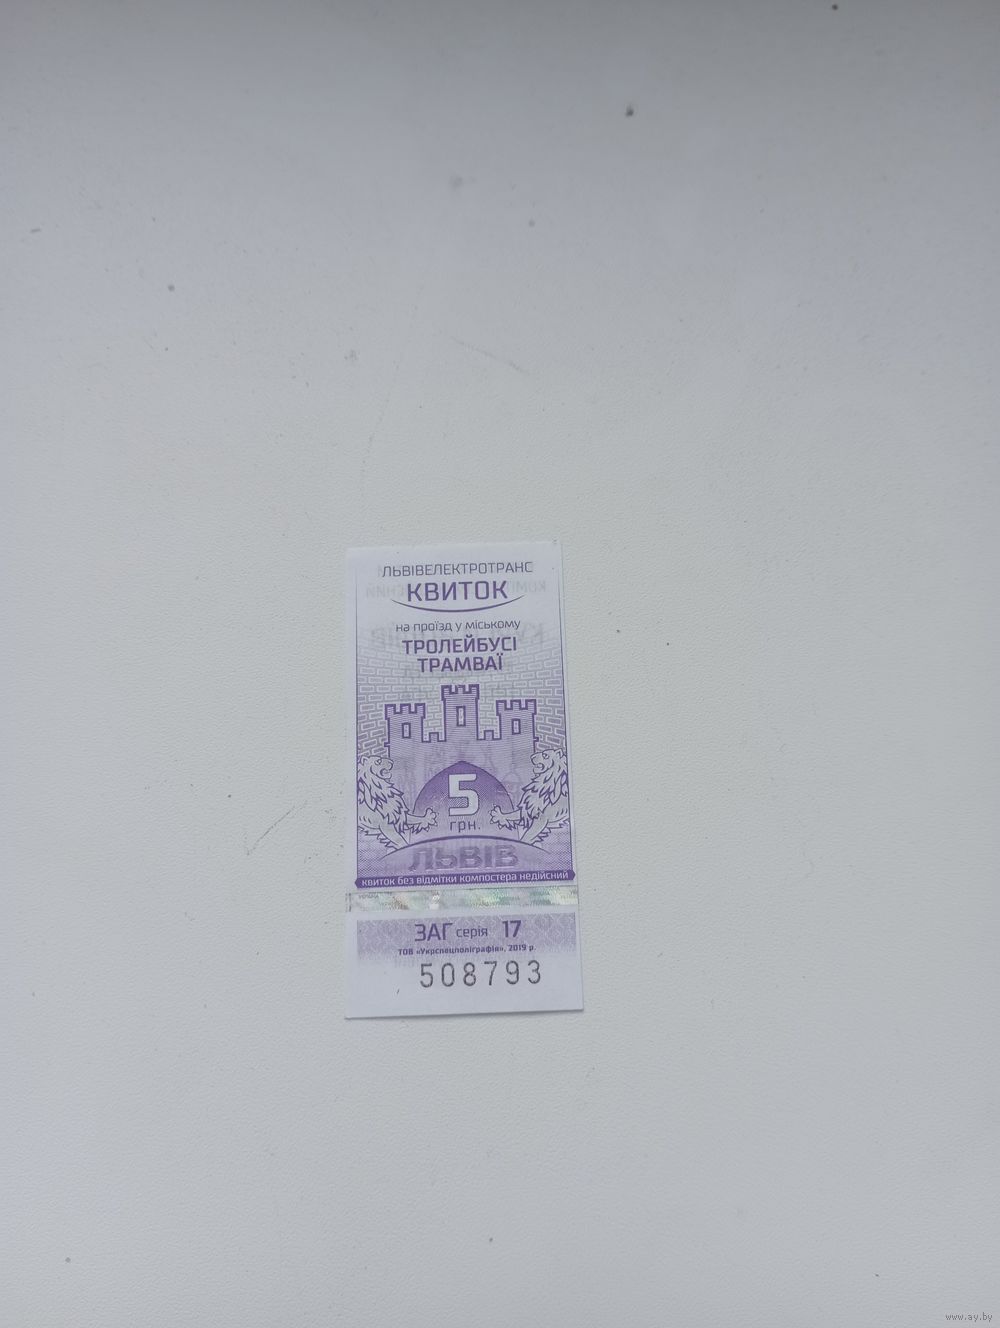 ЛЬВІВЕЛЕКТРОТРАНС
КВИТОК
на проїзд у міському
ТРОЛЕЙБУСІ
ТРАМВАЇ
5
грн.
ЛЬВІВ
квиток без відмітки компостера недійсний
ЗАГ серія 17
ТОВ «Укрспецполіграфія», 2019 р.
508793
www.ay.by